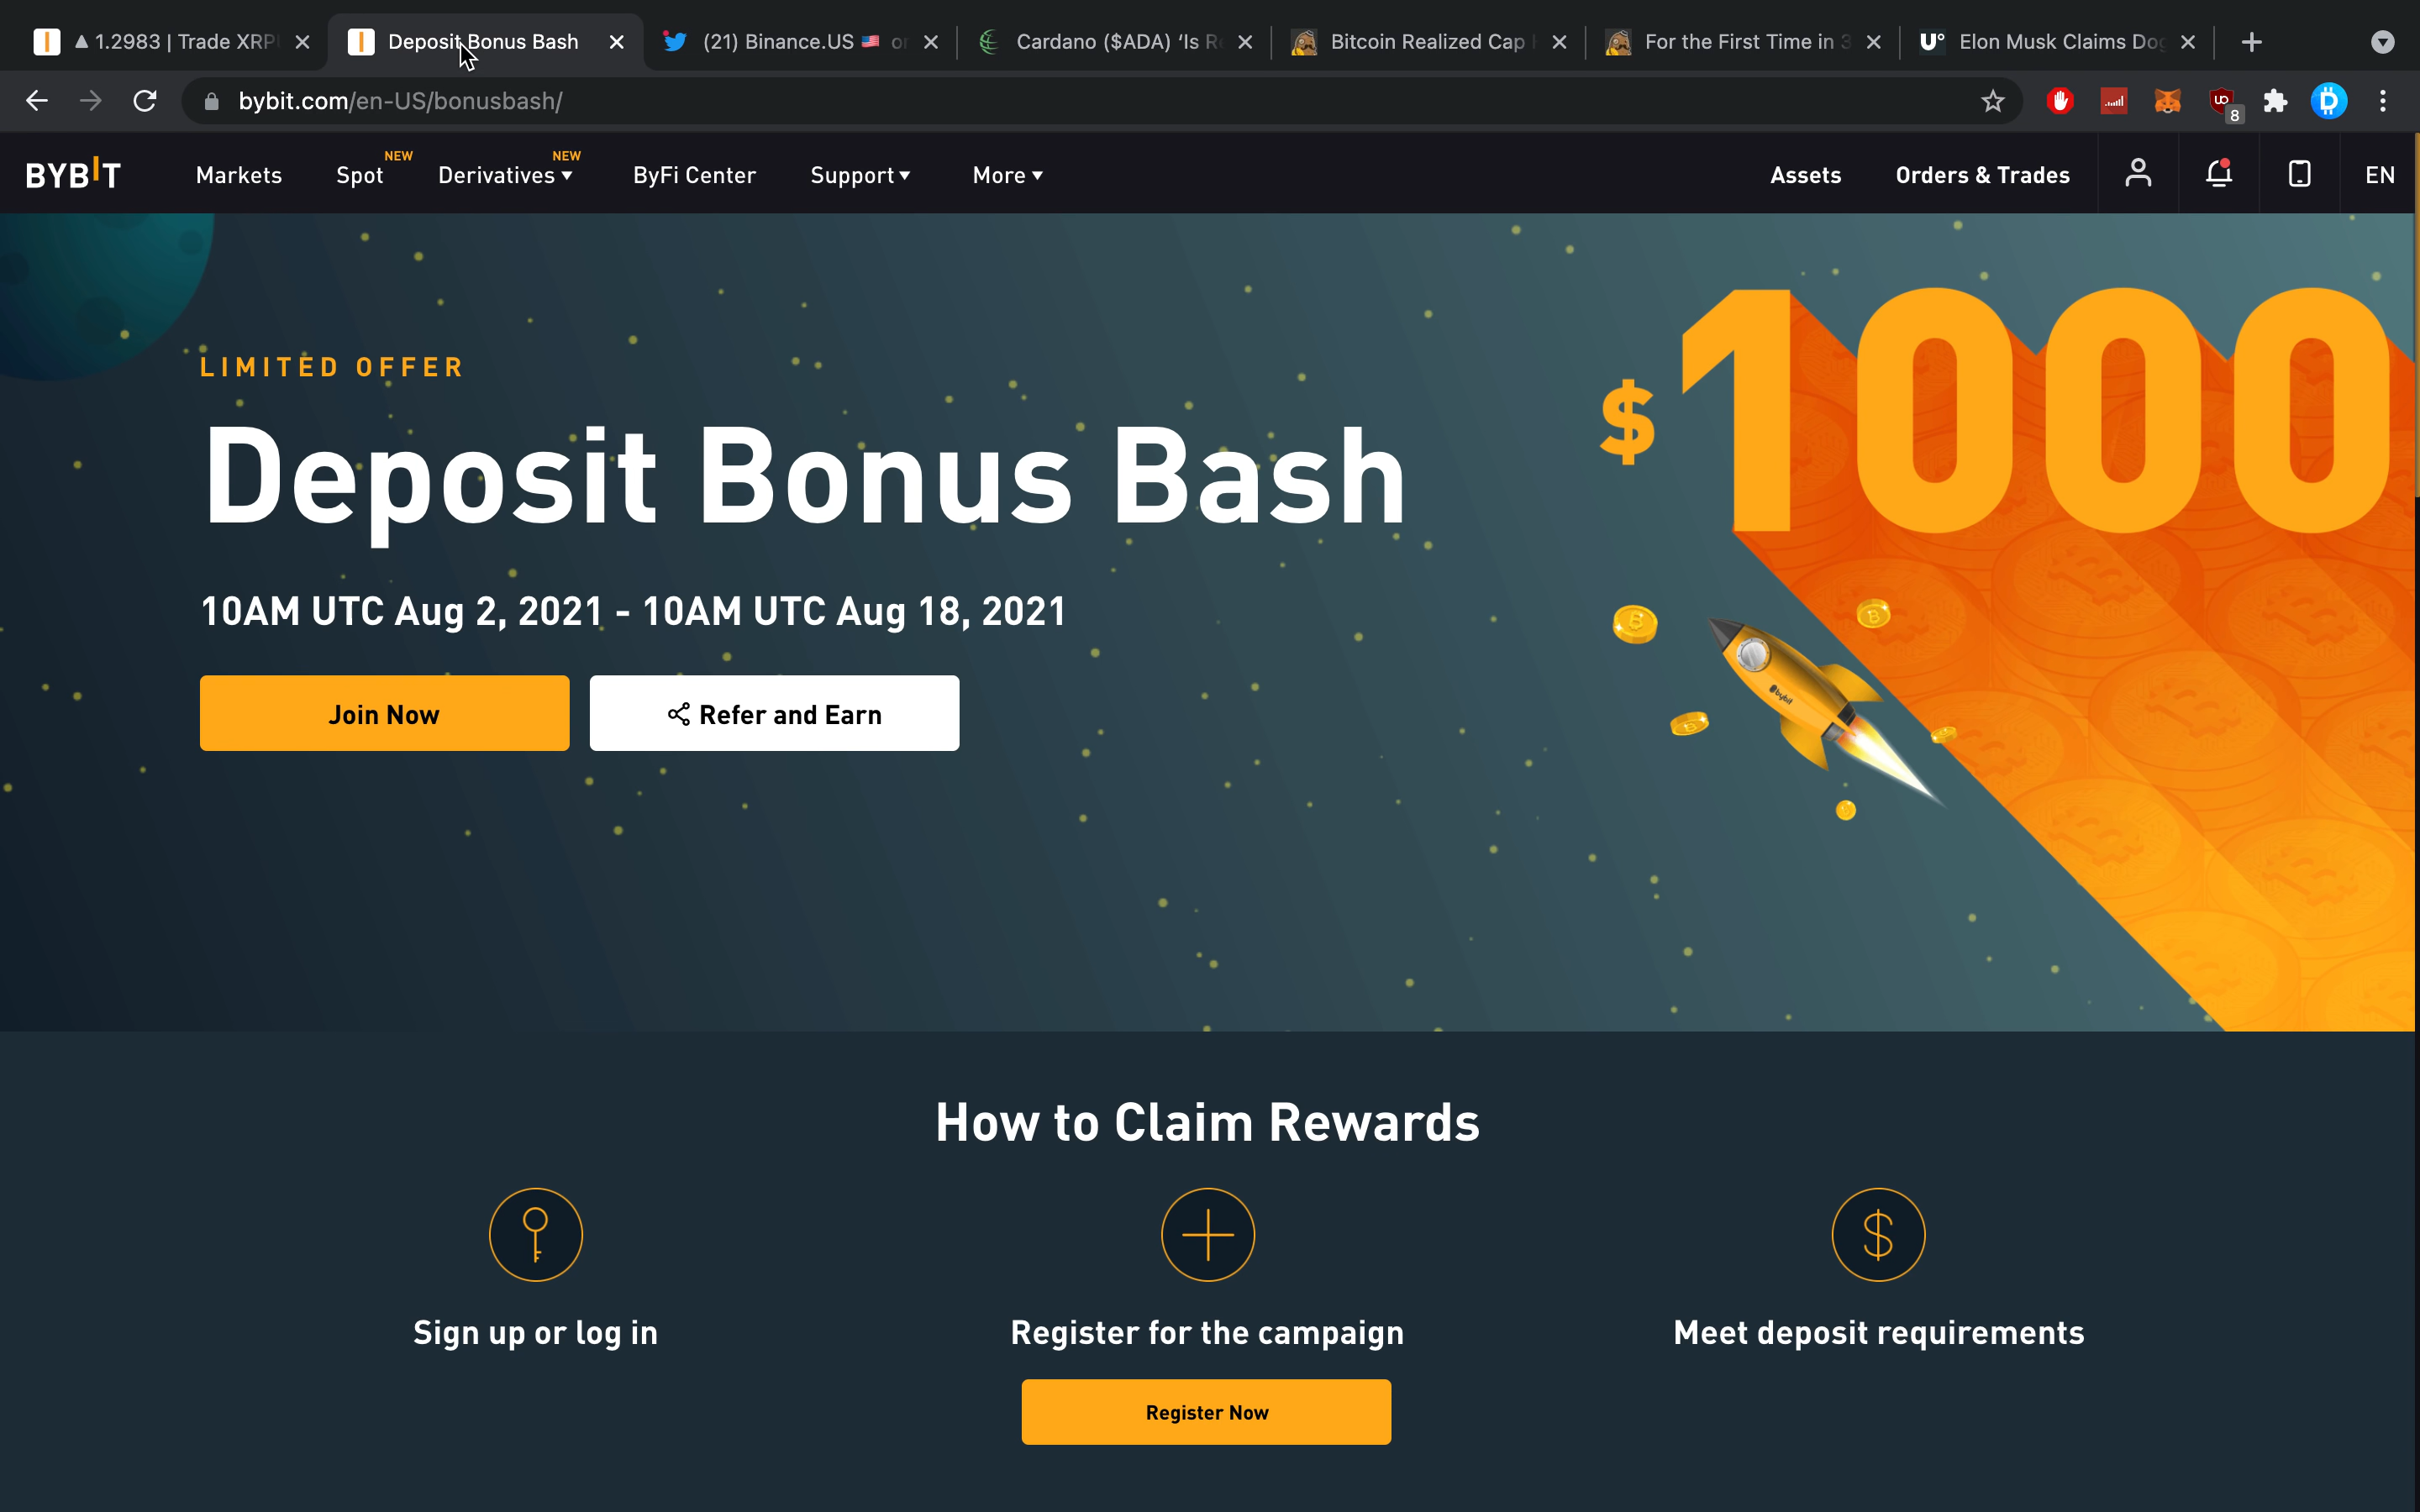 1.2983 | Trade XRP
Deposit Bonus Bash
(21) Binance.US
Cardano ($ADA) ‘Is
Bitcoin Realized Cap
For the First Time in
Elon Musk Claims
bybit.com/en-US/bonusbash/
8
BYBIT
Markets
Spot NEW
Derivatives NEW
ByFi Center
Support
More
Assets
Orders & Trades
EN
LIMITED OFFER
Deposit Bonus Bash
10AM UTC Aug 2, 2021 - 10AM UTC Aug 18, 2021
Join Now
Refer and Earn
$1000
bybit
How to Claim Rewards
Sign up or log in
Register for the campaign
Meet deposit requirements
Register Now